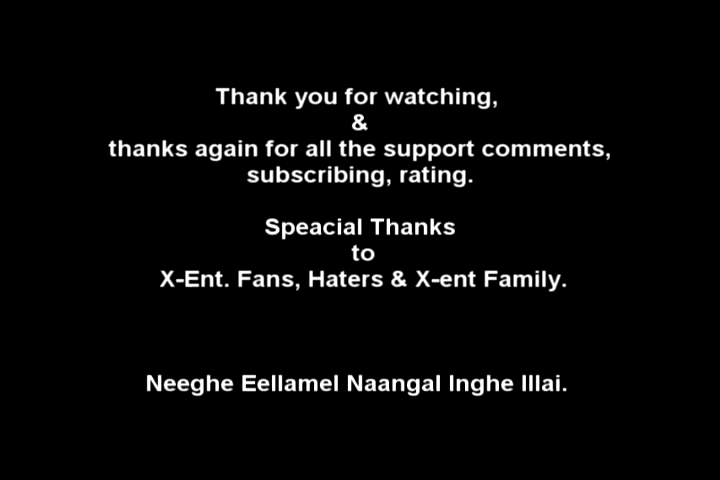 Thank you for watching,
&
thanks again for all the support comments,
subscribing, rating.
Speacial Thanks
to
X-Ent. Fans, Haters & X-ent Family.
Neeghe Eellamel Naangal Inghe Illai.